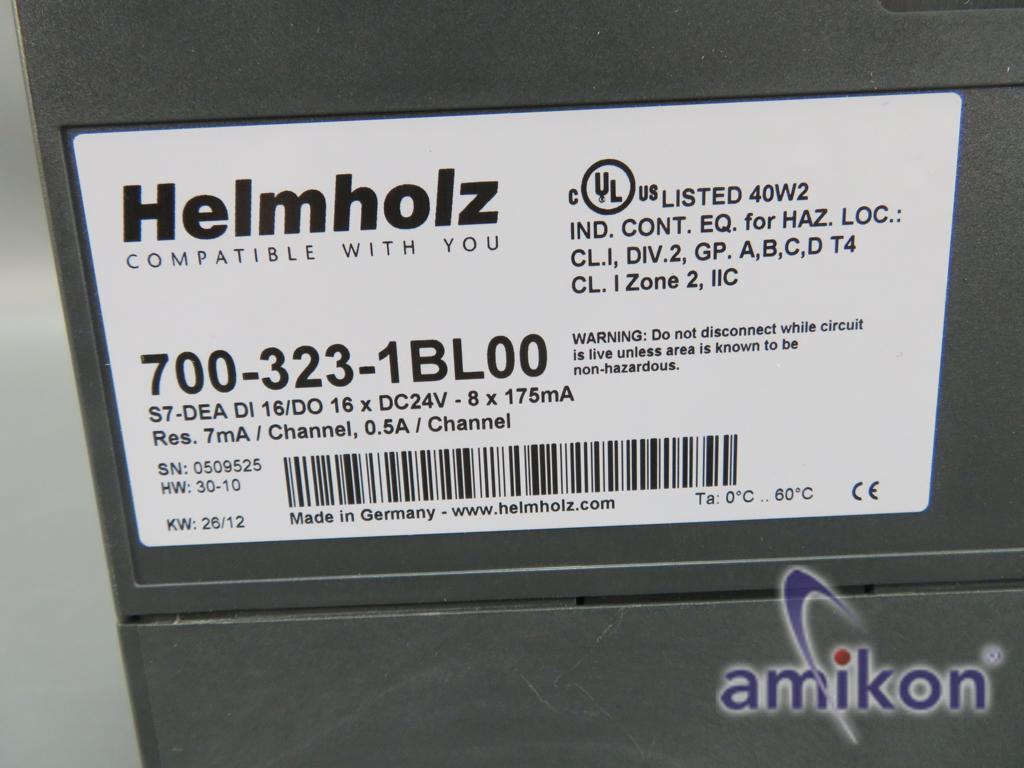 Helmholz
COMPATIBLE WITH YOU
C UL US LISTED 40W2
IND. CONT. EQ. for HAZ. LOC.:
CL.I, DIV.2, GP. A,B,C,D T4
CL. I Zone 2, IIC
WARNING: Do not disconnect while circuit
is live unless area is known to be
non-hazardous.
700-323-1BL00
S7-DEA DI 16/DO 16 x DC24V - 8 x 175mA
Res. 7mA / Channel, 0.5A / Channel
SN: 0509525
HW: 30-10
KW: 26/12
Made in Germany - www.helmholz.com
Ta: 0°C .. 60°C
CE
amikon®